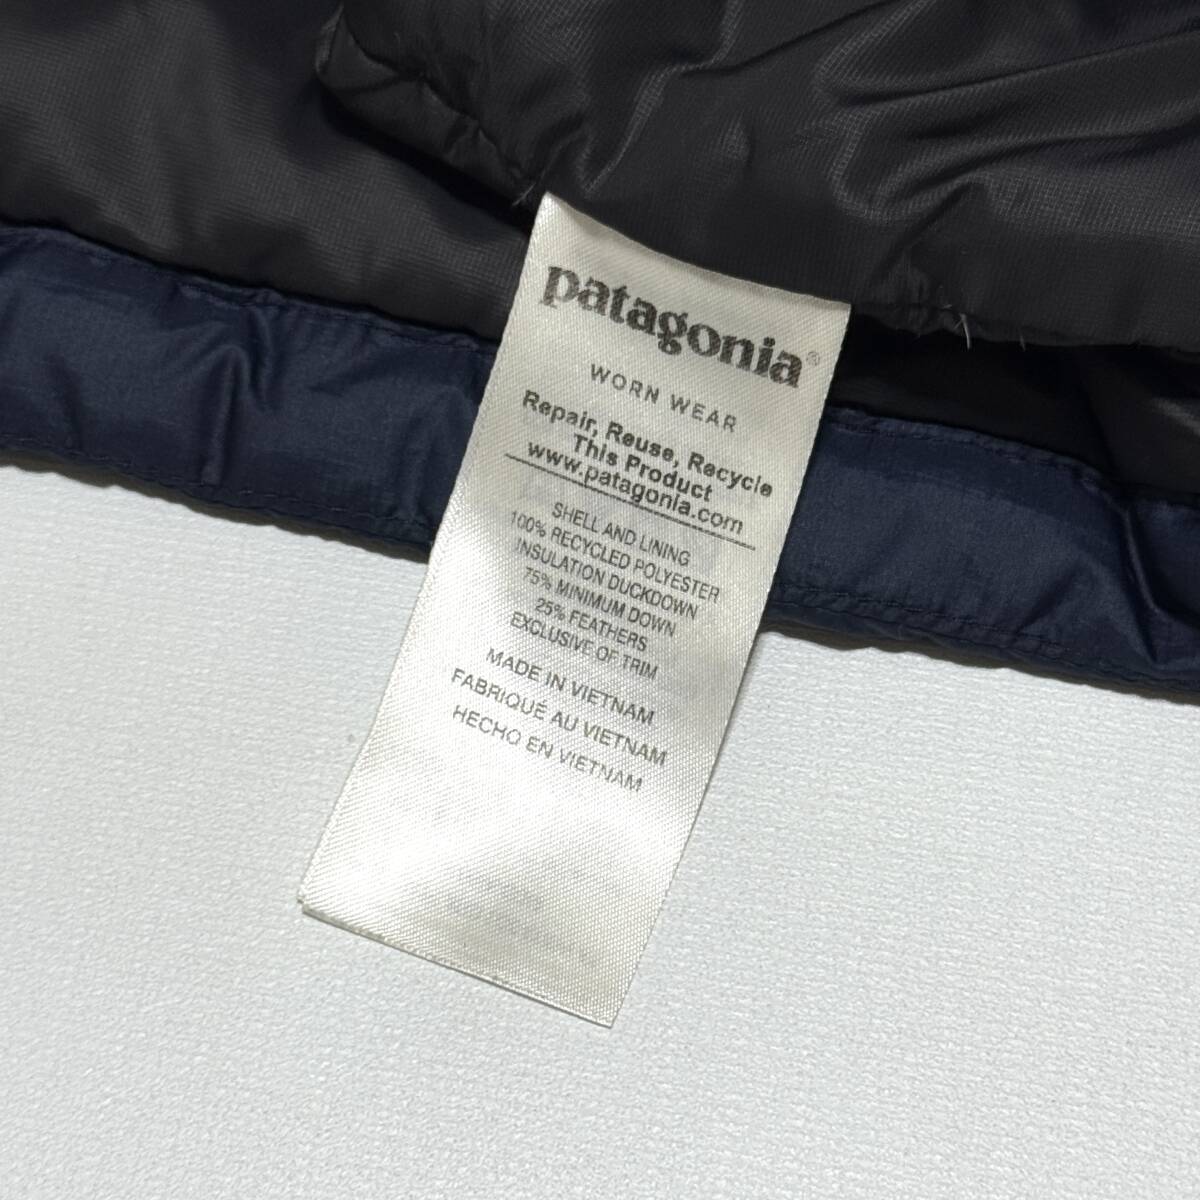 patagonia®
WORN WEAR
Repair, Reuse, Recycle
This Product
www.patagonia.com
SHELL AND LINING
100% RECYCLED POLYESTER
INSULATION DUCKDOWN
75% MINIMUM DOWN
25% FEATHERS
EXCLUSIVE OF TRIM
MADE IN VIETNAM
FABRIQUÉ AU VIETNAM
HECHO EN VIETNAM